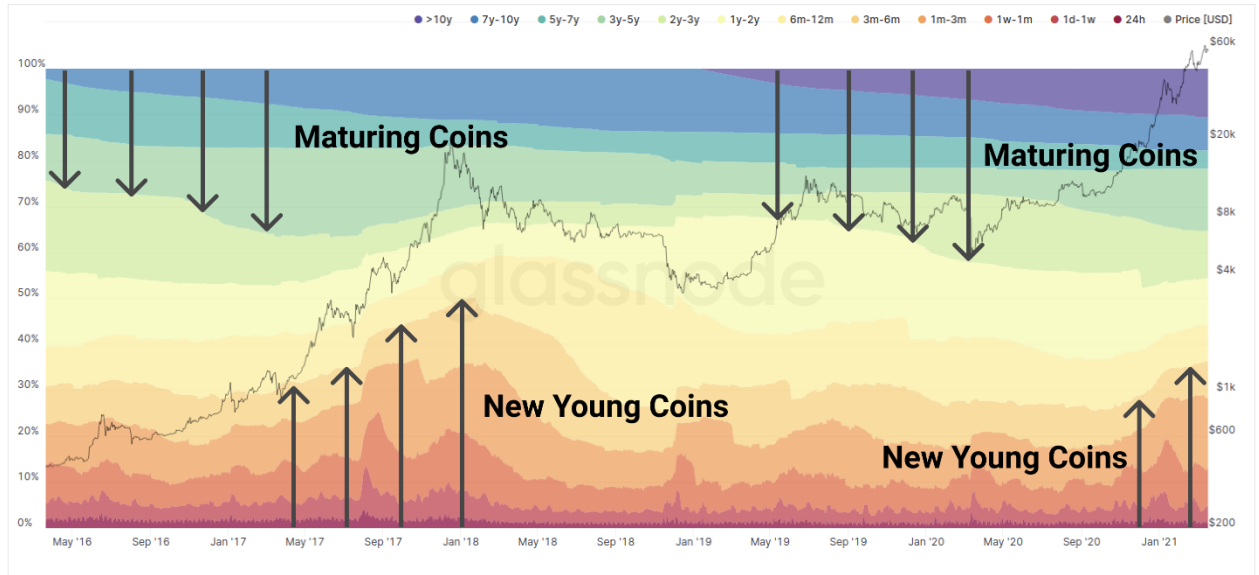 >10y 7y-10y 5y-7y 3y-5y 2y-3y 1y-2y 6m-12m 3m-6m 1m-3m 1w-1m 1d-1w 24h Price [USD]
$60k
100%
90%
$20k
Maturing Coins
Maturing Coins
80%
70%
$8k
60%
glassnode
$4k
50%
40%
30%
$1k
New Young Coins
20%
$600
New Young Coins
10%
0%
$200
May '16 Sep '16 Jan '17 May '17 Sep '17 Jan '18 May '18 Sep '18 Jan '19 May '19 Sep '19 Jan '20 May '20 Sep '20 Jan '21